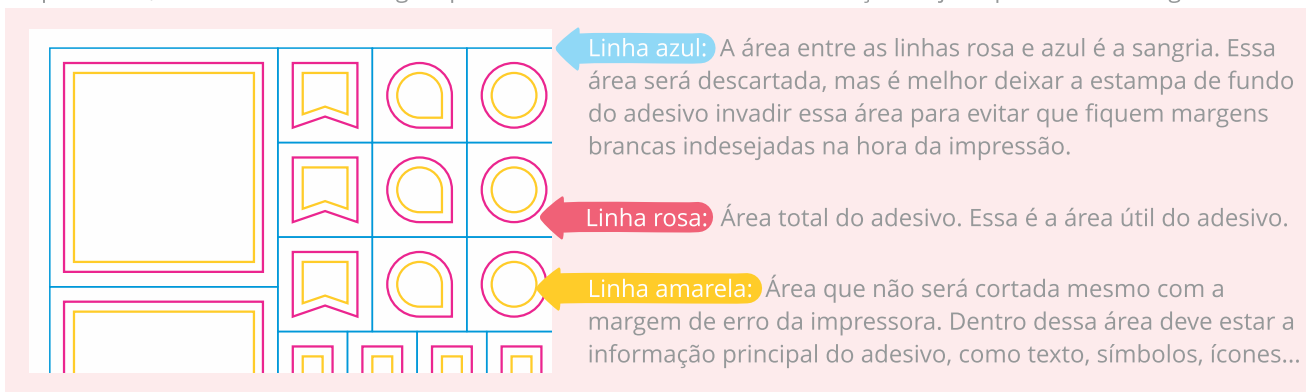 Linha azul: A área entre as linhas rosa e azul é a sangria. Essa
área será descartada, mas é melhor deixar a estampa de fundo
do adesivo invadir essa área para evitar que fiquem margens
brancas indesejadas na hora da impressão.
Linha rosa: Área total do adesivo. Essa é a área útil do adesivo.
Linha amarela: Área que não será cortada mesmo com a
margem de erro da impressora. Dentro dessa área deve estar a
informação principal do adesivo, como texto, símbolos, ícones...